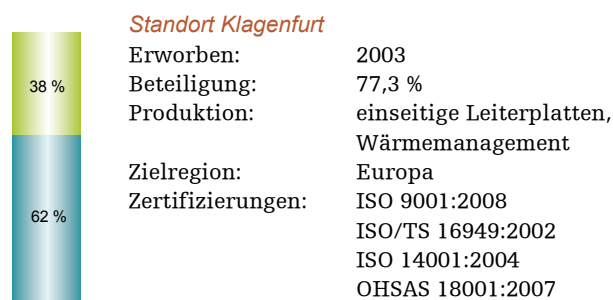 Standort Klagenfurt
Erworben: 2003
Beteiligung: 77,3 %
Produktion: einseitige Leiterplatten,
Wärmemanagement
Zielregion: Europa
Zertifizierungen: ISO 9001:2008
ISO/TS 16949:2002
ISO 14001:2004
OHSAS 18001:2007
38 %
62 %